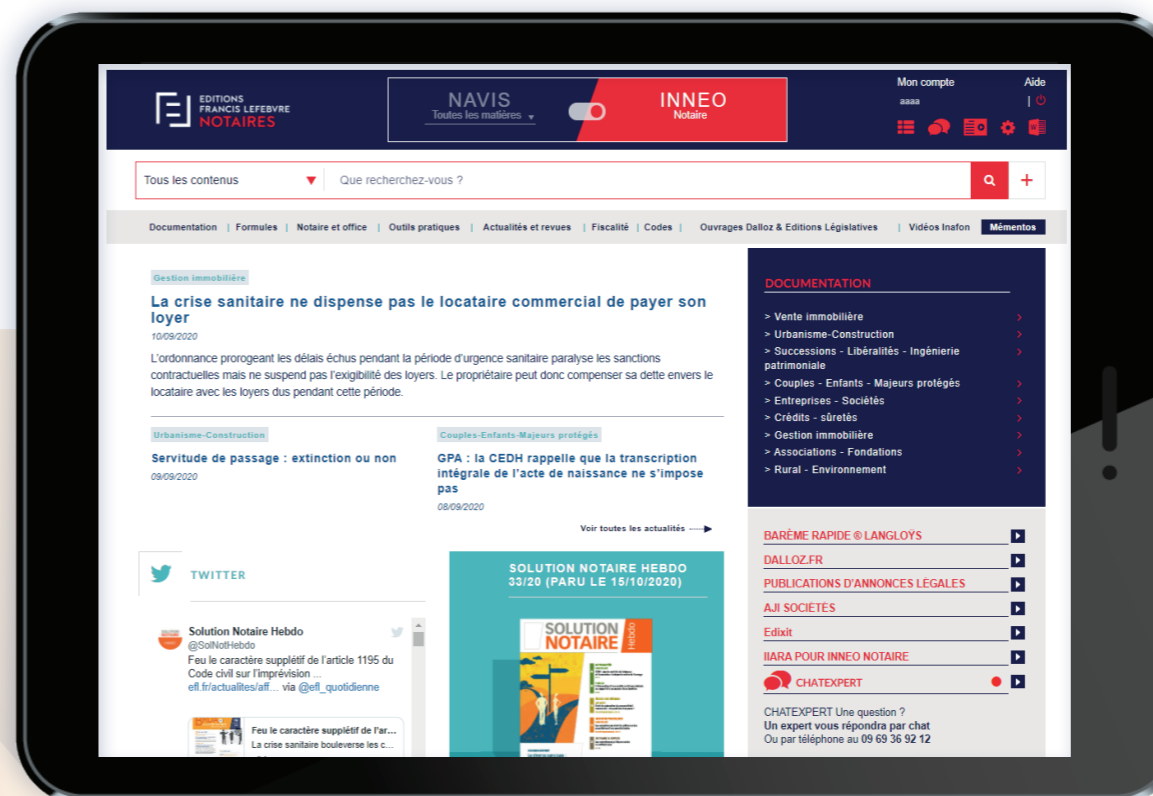 EDITIONS
FRANCIS LEFEBVRE
NOTAIRES
NAVIS
Toutes les matières
INNEO
Notaire
Mon compte
Aide
aaaa
Tous les contenus
Que recherchez-vous ?
+
Documentation | Formules | Notaire et office | Outils pratiques | Actualités et revues | Fiscalité | Codes | Ouvrages Dalloz & Editions Législatives | Vidéos Inafon Mémentos
Gestion immobilière
La crise sanitaire ne dispense pas le locataire commercial de payer son
loyer
10/09/2020
L'ordonnance prorogeant les délais échus pendant la période d'urgence sanitaire paralyse les sanctions
contractuelles mais ne suspend pas l'exigibilité des loyers. Le propriétaire peut donc compenser sa dette envers le
locataire avec les loyers dus pendant cette période.
Urbanisme-Construction
Servitude de passage : extinction ou non
09/09/2020
Couples-Enfants-Majeurs protégés
GPA : la CEDH rappelle que la transcription
intégrale de l'acte de naissance ne s'impose
pas
08/09/2020
Voir toutes les actualités
TWITTER
Solution Notaire Hebdo
@SolNotHebdo
Feu le caractère supplétif de l'article 1195 du
Code civil sur l'imprévision ...
efl.fr/actualites/aff... via @efl_quotidienne
Feu le caractère supplétif de l'ar...
La crise sanitaire bouleverse les c...
SOLUTION NOTAIRE HEBDO
33/20 (PARU LE 15/10/2020)
SOLUTION
NOTAIRE
Hebdo
DOCUMENTATION
> Vente immobilière
> Urbanisme-Construction
> Successions - Libéralités - Ingénierie
patrimoniale
> Couples - Enfants - Majeurs protégés
> Entreprises - Sociétés
> Crédits - sûretés
> Gestion immobilière
> Associations - Fondations
> Rural - Environnement
BARÈME RAPIDE ® LANGLOŸS
DALLOZ.FR
PUBLICATIONS D'ANNONCES LÉGALES
AJI SOCIÉTÉS
Edixit
IIARA POUR INNEO NOTAIRE
CHATEXPERT
CHATEXPERT Une question ?
Un expert vous répondra par chat
Ou par téléphone au 09 69 36 92 12